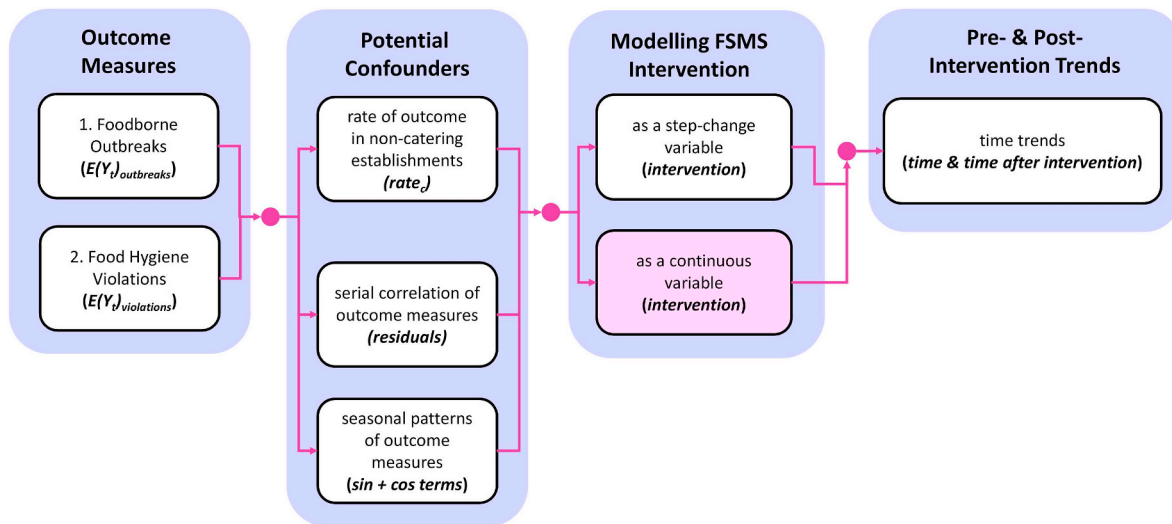 Outcome
Measures
1. Foodborne
Outbreaks
(E(Yt)outbreaks)
2. Food Hygiene
Violations
(E(Yt)violations)
Potential
Confounders
rate of outcome
in non-catering
establishments
(ratec)
serial correlation of
outcome measures
(residuals)
seasonal patterns
of outcome
measures
(sin + cos terms)
Modelling FSMS
Intervention
as a step-change
variable
(intervention)
as a continuous
variable
(intervention)
Pre- & Post-
Intervention Trends
time trends
(time & time after intervention)